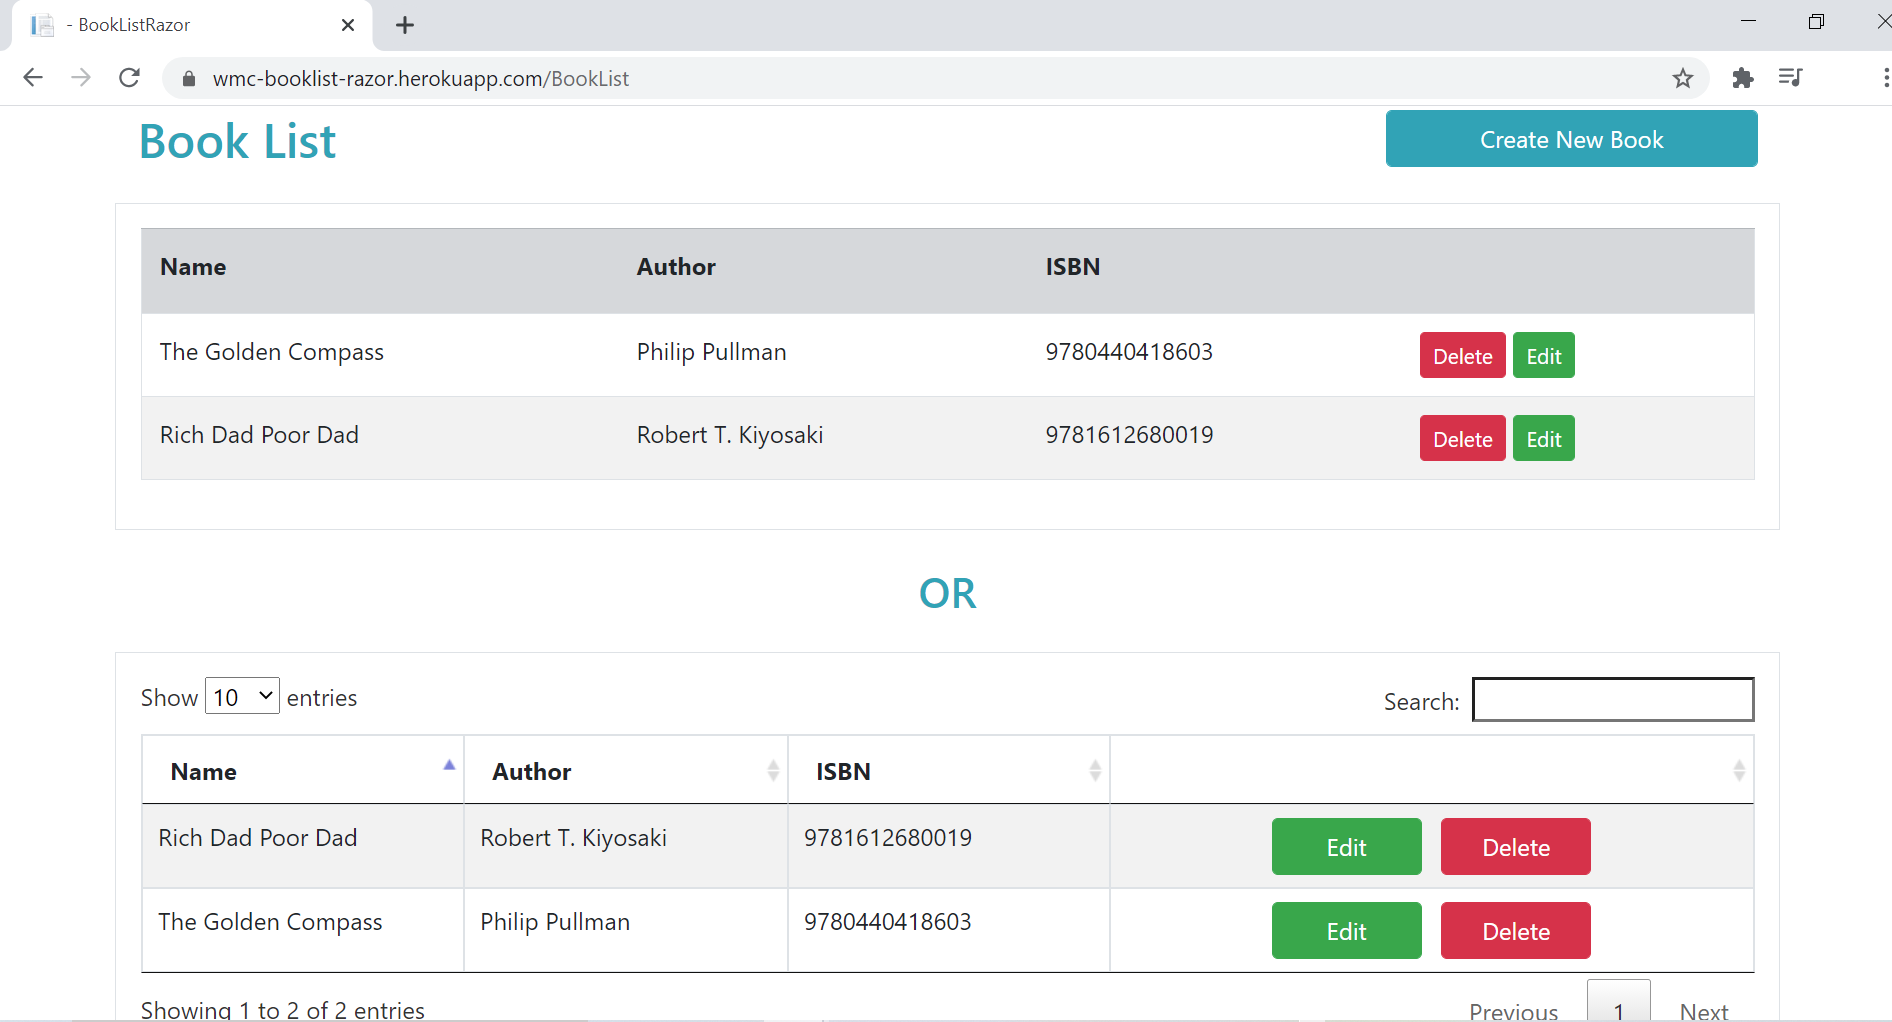 - BookListRazor
wmc-booklist-razor.herokuapp.com/BookList
Book List
Create New Book
Name Author ISBN
The Golden Compass Philip Pullman 9780440418603 Delete Edit
Rich Dad Poor Dad Robert T. Kiyosaki 9781612680019 Delete Edit
OR
Show 10 entries Search:
Name Author ISBN
Rich Dad Poor Dad Robert T. Kiyosaki 9781612680019 Edit Delete
The Golden Compass Philip Pullman 9780440418603 Edit Delete
Showing 1 to 2 of 2 entries Previous 1 Next